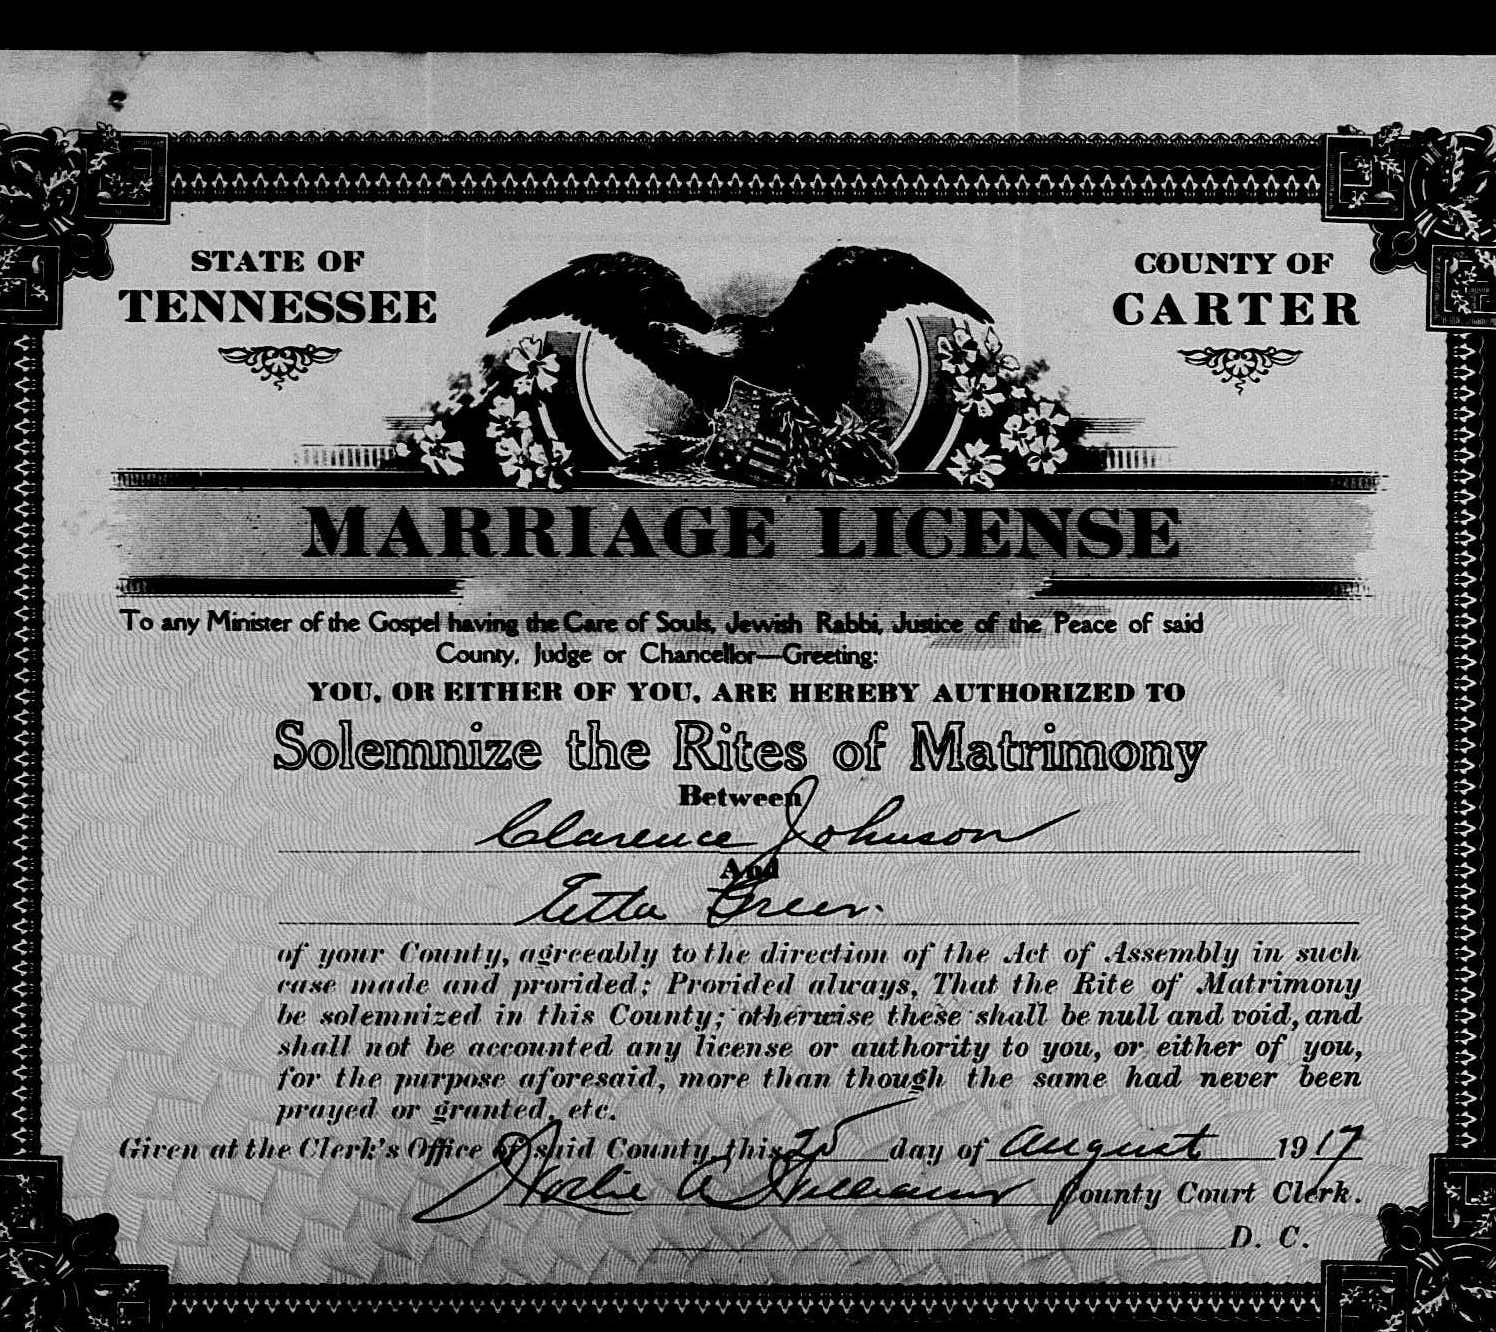 STATE OF
TENNESSEE
COUNTY OF
CARTER
MARRIAGE LICENSE
To any Minister of the Gospel having the Care of Souls, Jewish Rabbi, Justice of the Peace of said
County, Judge or Chancellor—Greeting:
YOU, OR EITHER OF YOU, ARE HEREBY AUTHORIZED TO
Solemnize the Rites of Matrimony
Between
Clarence Johnson
And
Greer.
of your County, agreeably to the direction of the Act of Assembly in such
case made and provided; Provided always, That the Rite of Matrimony
be solemnized in this County; otherwise these shall be null and void, and
shall not be accounted any license or authority to you, or either of you,
for the purpose aforesaid, more than though the same had never been
prayed or granted, etc.
Given at the Clerk's Office of said County, this 25 day of August 1917
Williams County Court Clerk.
D. C.